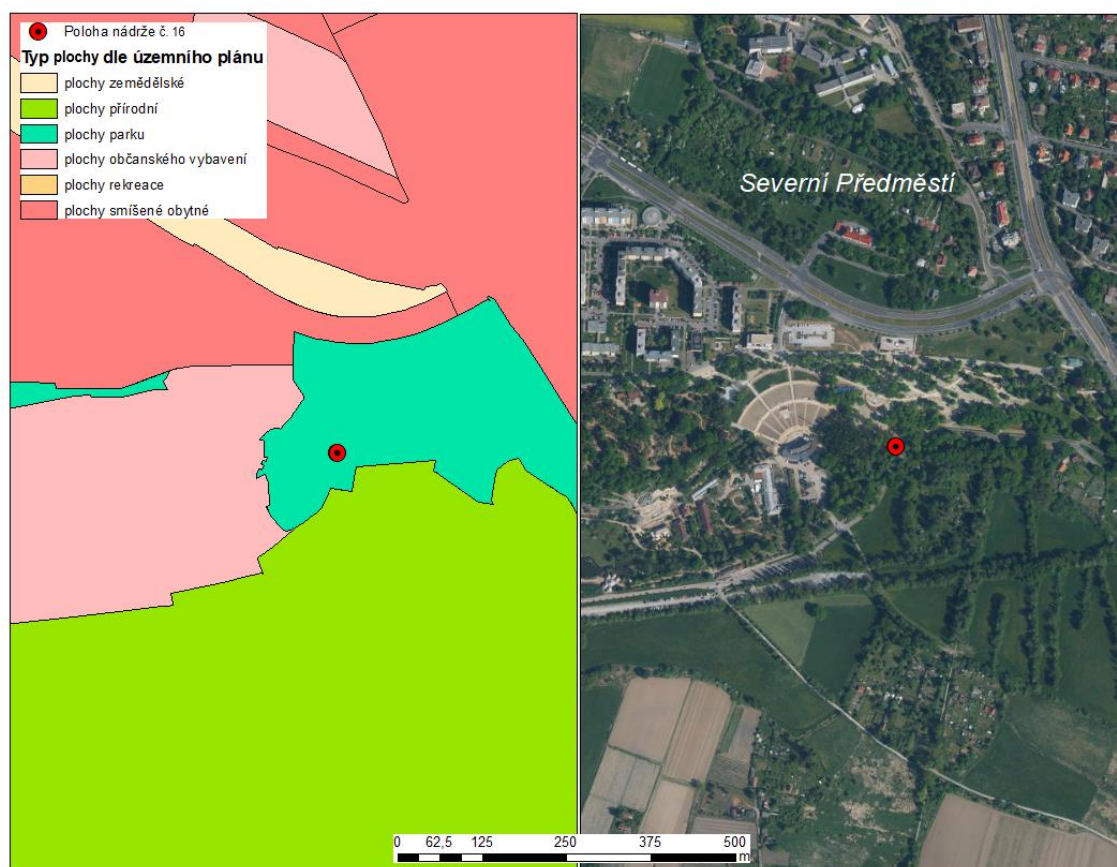 Poloha nádrže č. 16
Typ plochy dle územního plánu
plochy zemědělské
plochy přírodní
plochy parku
plochy občanského vybavení
plochy rekreace
plochy smíšené obytné
Severní Předměstí
0 62,5 125 250 375 500
m